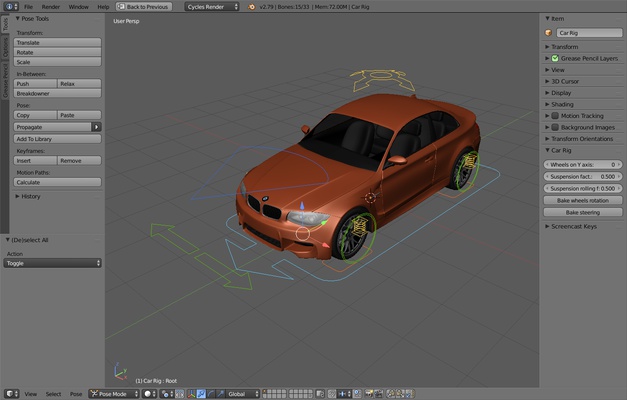 File Render Window Help Back to Previous Cycles Render v2.79 | Bones:15/33 | Mem:72.00M | Car Rig
Tools
Options
Grease Pencil
Pose Tools
Transform:
Translate
Rotate
Scale
In-Between:
Push Relax
Breakdowner
Pose:
Copy Paste
Propagate
Add To Library
Keyframes:
Insert Remove
Motion Paths:
Calculate
History
(De)select All
Action
Toggle
User Persp
(1) Car Rig : Root
Item
Car Rig
Transform
Grease Pencil Layers
View
3D Cursor
Display
Shading
Motion Tracking
Background Images
Transform Orientations
Car Rig
Wheels on Y axis: 0
Suspension fact.: 0.500
Suspension rolling f: 0.500
Bake wheels rotation
Bake steering
Screencast Keys
View Select Pose Pose Mode Global